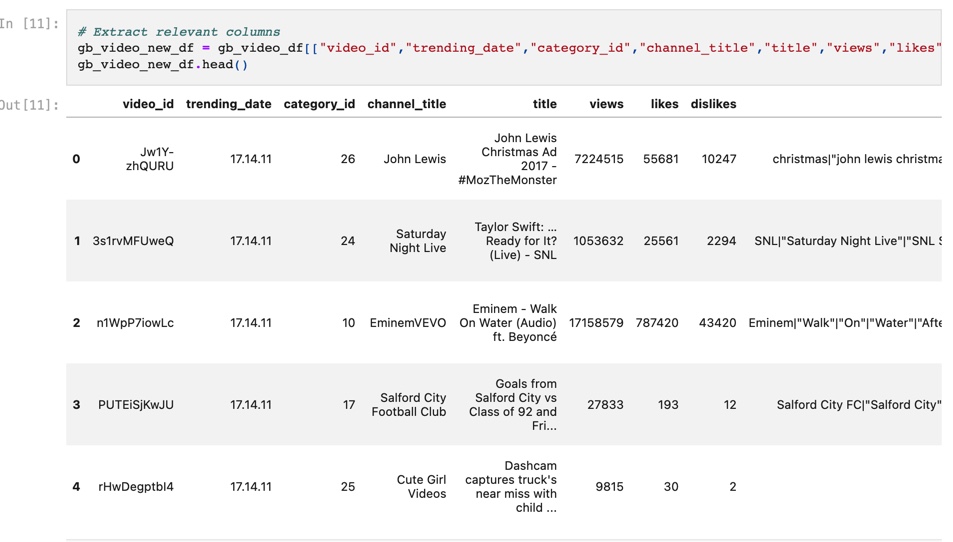 In [11]:
# Extract relevant columns
gb_video_new_df = gb_video_df[["video_id","trending_date","category_id","channel_title","title","views","likes"
gb_video_new_df.head()
Out[11]:
video_id trending_date category_id channel_title title views likes dislikes
0 Jw1Y-zhQURU 17.14.11 26 John Lewis John Lewis Christmas Ad 2017 - #MozTheMonster 7224515 55681 10247 christmas|"john lewis christma
1 3s1rvMFUweQ 17.14.11 24 Saturday Night Live Taylor Swift: … Ready for It? (Live) - SNL 1053632 25561 2294 SNL|"Saturday Night Live"|"SNL S
2 n1WpP7iowLc 17.14.11 10 EminemVEVO Eminem - Walk On Water (Audio) ft. Beyoncé 17158579 787420 43420 Eminem|"Walk"|"On"|"Water"|"Afte
3 PUTEiSjKwJU 17.14.11 17 Salford City Football Club Goals from Salford City vs Class of 92 and Fri... 27833 193 12 Salford City FC|"Salford City"
4 rHwDegptbI4 17.14.11 25 Cute Girl Videos Dashcam captures truck's near miss with child ... 9815 30 2